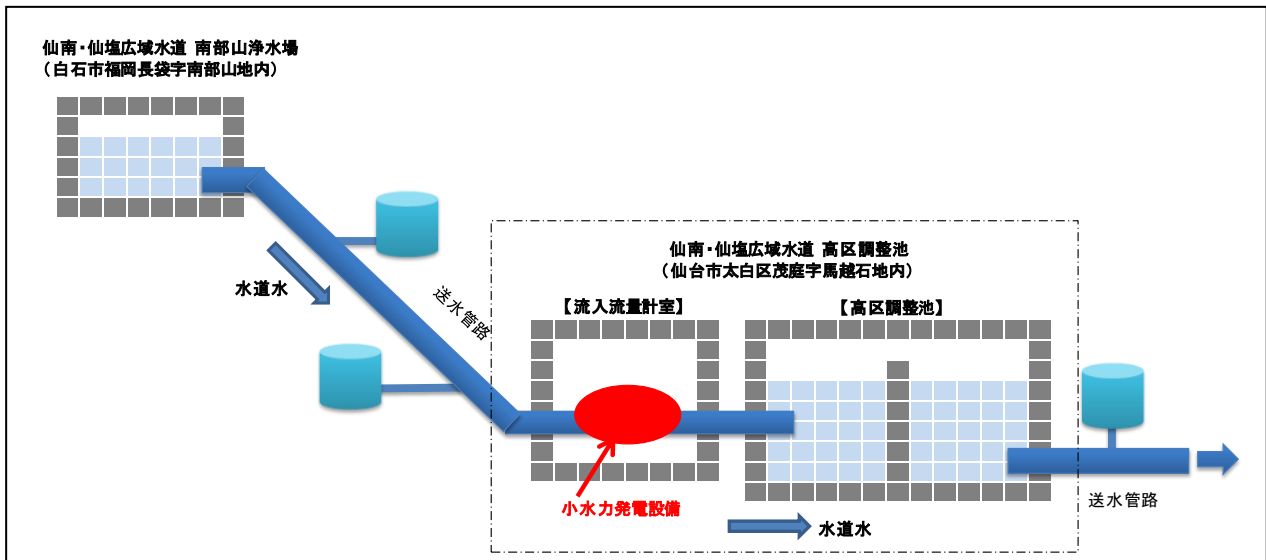 仙南・仙塩広域水道 南部山浄水場
（白石市福岡長袋字南部山地内）
水道水
送水管路
仙南・仙塩広域水道 高区調整池
（仙台市太白区茂庭字馬越石地内）
【流入流量計室】
【高区調整池】
小水力発電設備
水道水
送水管路